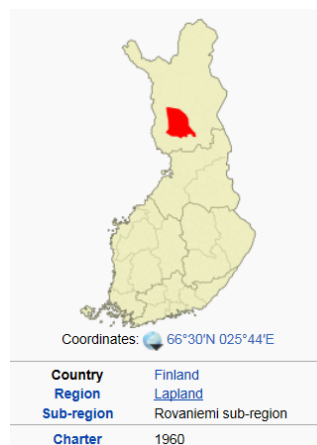 Coordinates: 66°30′N 025°44′E
Country Finland
Region Lapland
Sub-region Rovaniemi sub-region
Charter 1960